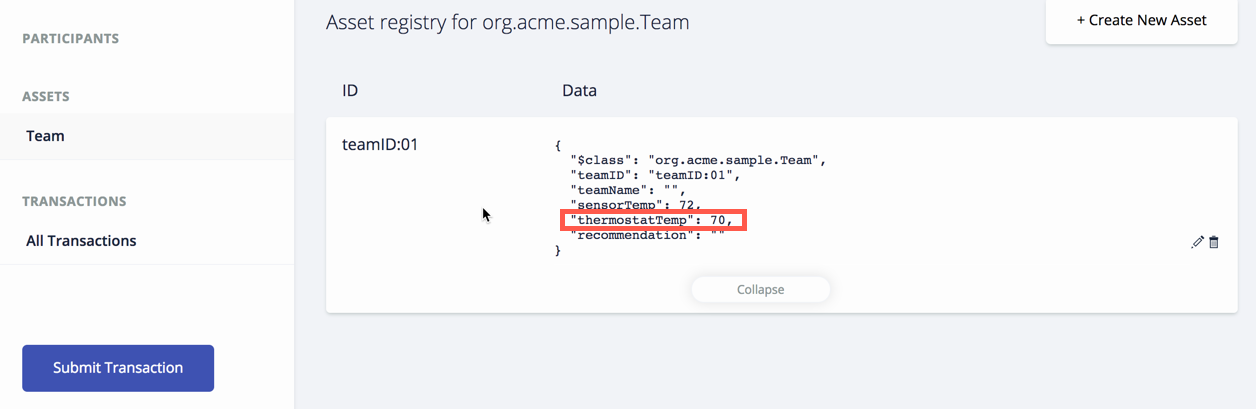 PARTICIPANTS
ASSETS
Team
TRANSACTIONS
All Transactions
Submit Transaction
Asset registry for org.acme.sample.Team
+ Create New Asset
ID Data
teamID:01
{
"$class": "org.acme.sample.Team",
"teamID": "teamID:01",
"teamName": "",
"sensorTemp": 72,
"thermostatTemp": 70,
"recommendation": ""
}
Collapse